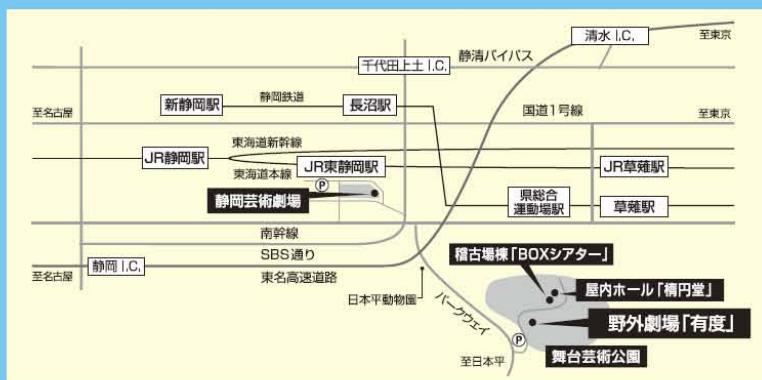 清水 I.C.
至東京
静清バイパス
千代田上土 I.C.
新静岡駅
静岡鉄道
長沼駅
国道1号線
至名古屋
至東京
東海道新幹線
JR静岡駅
JR東静岡駅
JR草薙駅
東海道本線
P
静岡芸術劇場
県総合
運動場駅
草薙駅
南幹線
SBS通り
稽古場棟「BOXシアター」
静岡 I.C.
至名古屋
東名高速道路
屋内ホール「楕円堂」
日本平動物園
パークウェイ
野外劇場「有度」
P
舞台芸術公園
至日本平